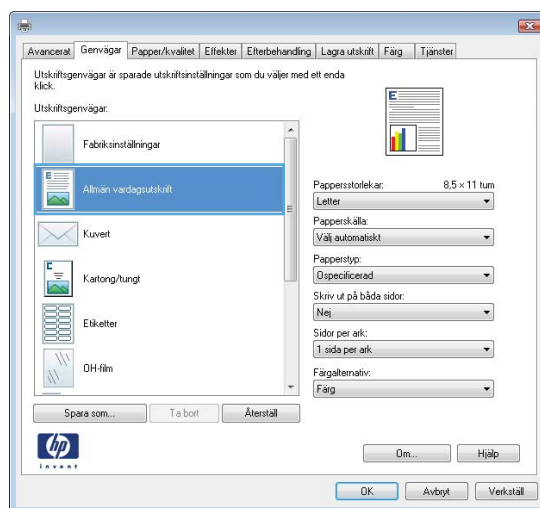 Avancerat Genvägar Papper/kvalitet Effekter Efterbehandling Lagra utskrift Färg Tjänster
Utskriftsgenvägar är sparade utskriftsinställningar som du väljer med ett enda
klick.
Utskriftsgenvägar:
Fabriksinställningar
Allmän vardagsutskrift
Kuvert
Kartong/tungt
Etiketter
OH-film
E
E
C
Pappersstorlekar: 8,5 × 11 tum
Letter
Papperskälla:
Välj automatiskt
Papperstyp:
Ospecificerad
Skriv ut på båda sidor:
Nej
Sidor per ark:
1 sida per ark
Färgalternativ:
Färg
Spara som... Ta bort Återställ
hp
invent
Om... Hjälp
OK Avbryt Verkställ